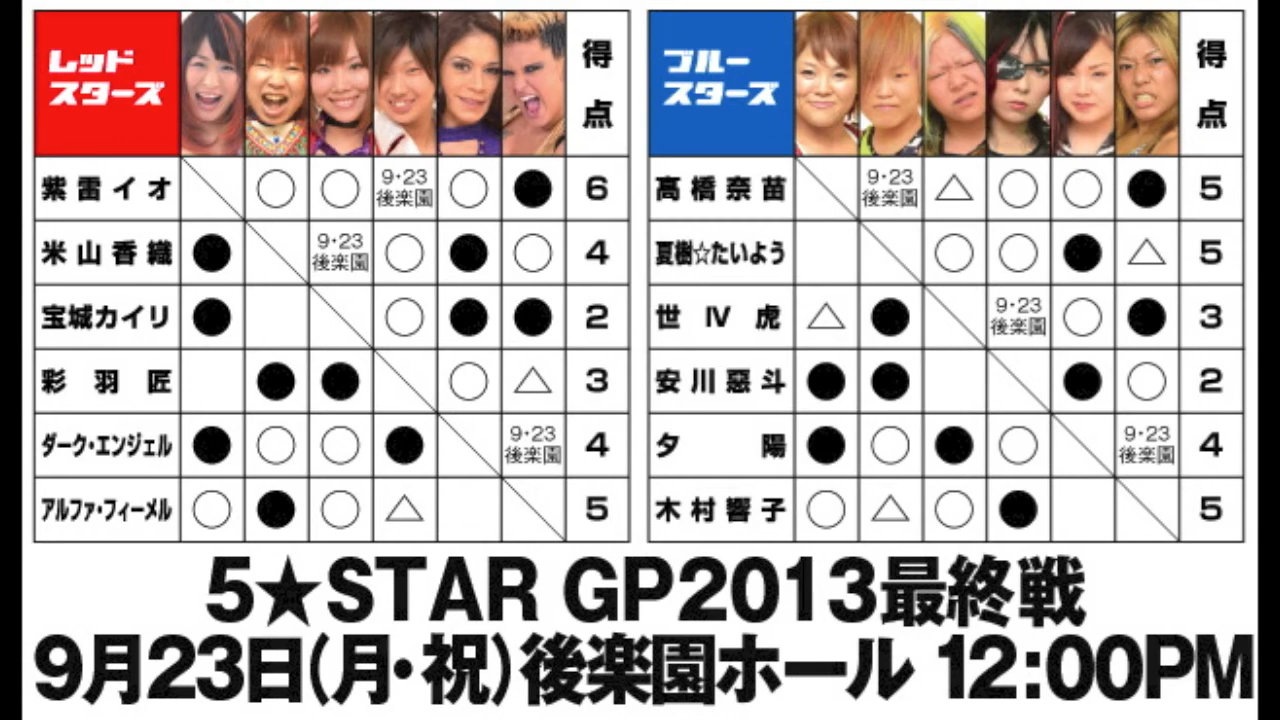 レッド
スターズ
得
点
紫雷イオ ○ ○ 9・23 後楽園 ○ ● 6
米山香織 ● 9・23 後楽園 ○ ● ○ 4
宝城カイリ ● ○ ● ● 2
彩羽匠 ● ● ○ △ 3
ダーク・エンジェル ● ○ ○ ● 9・23 後楽園 4
アルファ・フィーメル ○ ● ○ △ 5
ブルー
スターズ
得
点
高橋奈苗 9・23 後楽園 △ ○ ○ ● 5
夏樹☆たいよう ○ ○ ● △ 5
世Ⅳ虎 △ ● 9・23 後楽園 ○ ● 3
安川惡斗 ● ● ● ○ 2
夕陽 ● ○ ● ○ 9・23 後楽園 4
木村響子 ○ △ ○ ● 5
5★STAR GP2013最終戦
9月23日(月・祝)後楽園ホール 12:00PM